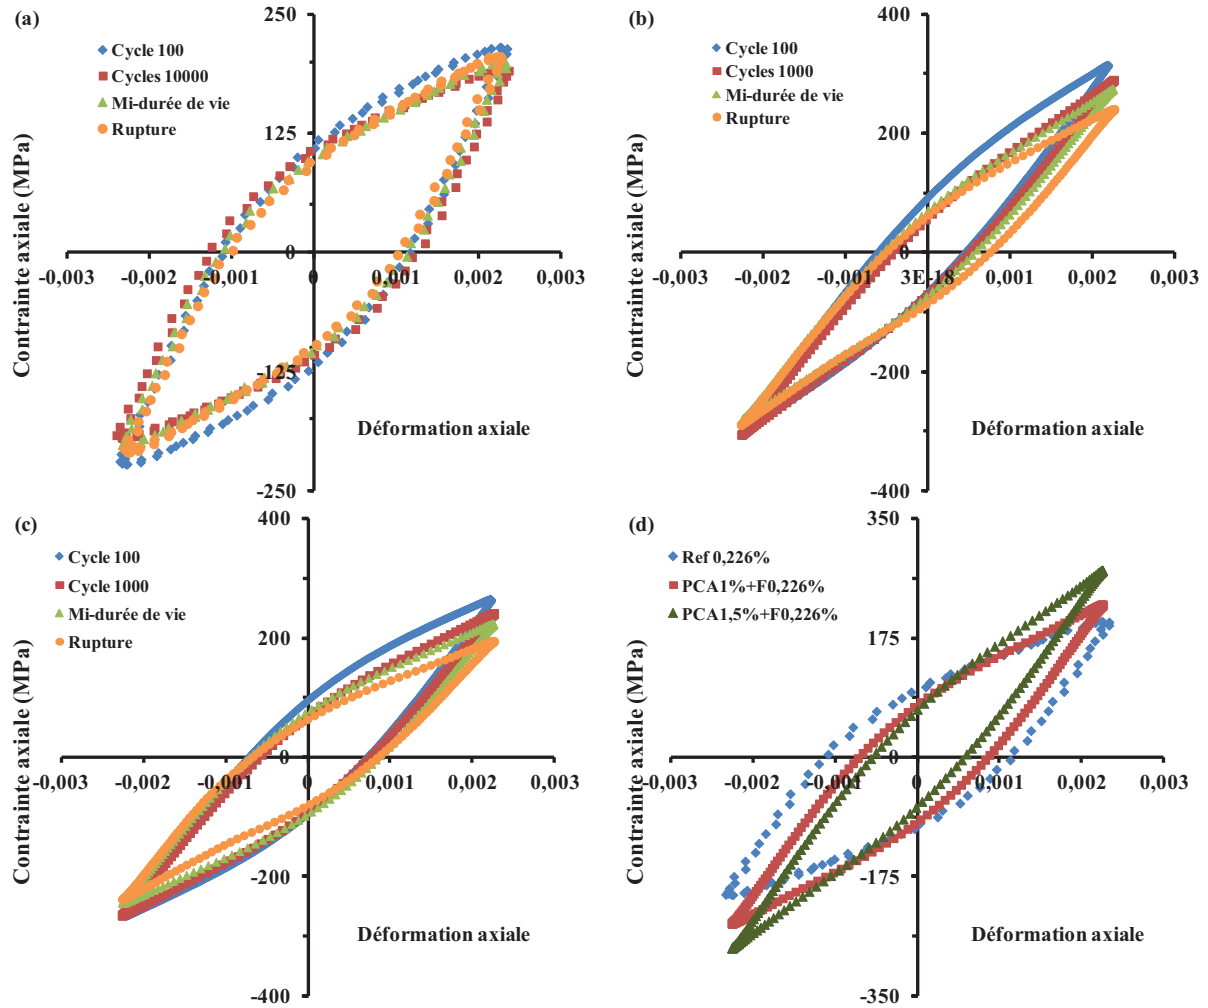 (a)
250
Cycle 100
Cycles 10000
Mi-durée de vie
Rupture
125
0
-0,003
-0,002
-0,001
0
0,001
0,002
0,003
-125
-250
Contrainte axiale (MPa)
Déformation axiale
(b)
400
Cycle 100
Cycles 1000
Mi-durée de vie
Rupture
200
0
-0,003
-0,002
-0,001
3E-18
0,001
0,002
0,003
-200
-400
Contrainte axiale (MPa)
Déformation axiale
(c)
400
Cycle 100
Cycle 1000
Mi-durée de vie
Rupture
200
0
-0,003
-0,002
-0,001
0
0,001
0,002
0,003
-200
-400
Contrainte axiale (MPa)
Déformation axiale
(d)
350
Ref 0,226%
PCA1%+F0,226%
PCA1,5%+F0,226%
175
0
-0,003
-0,002
-0,001
0
0,001
0,002
0,003
-175
-350
Contrainte axiale (MPa)
Déformation axiale